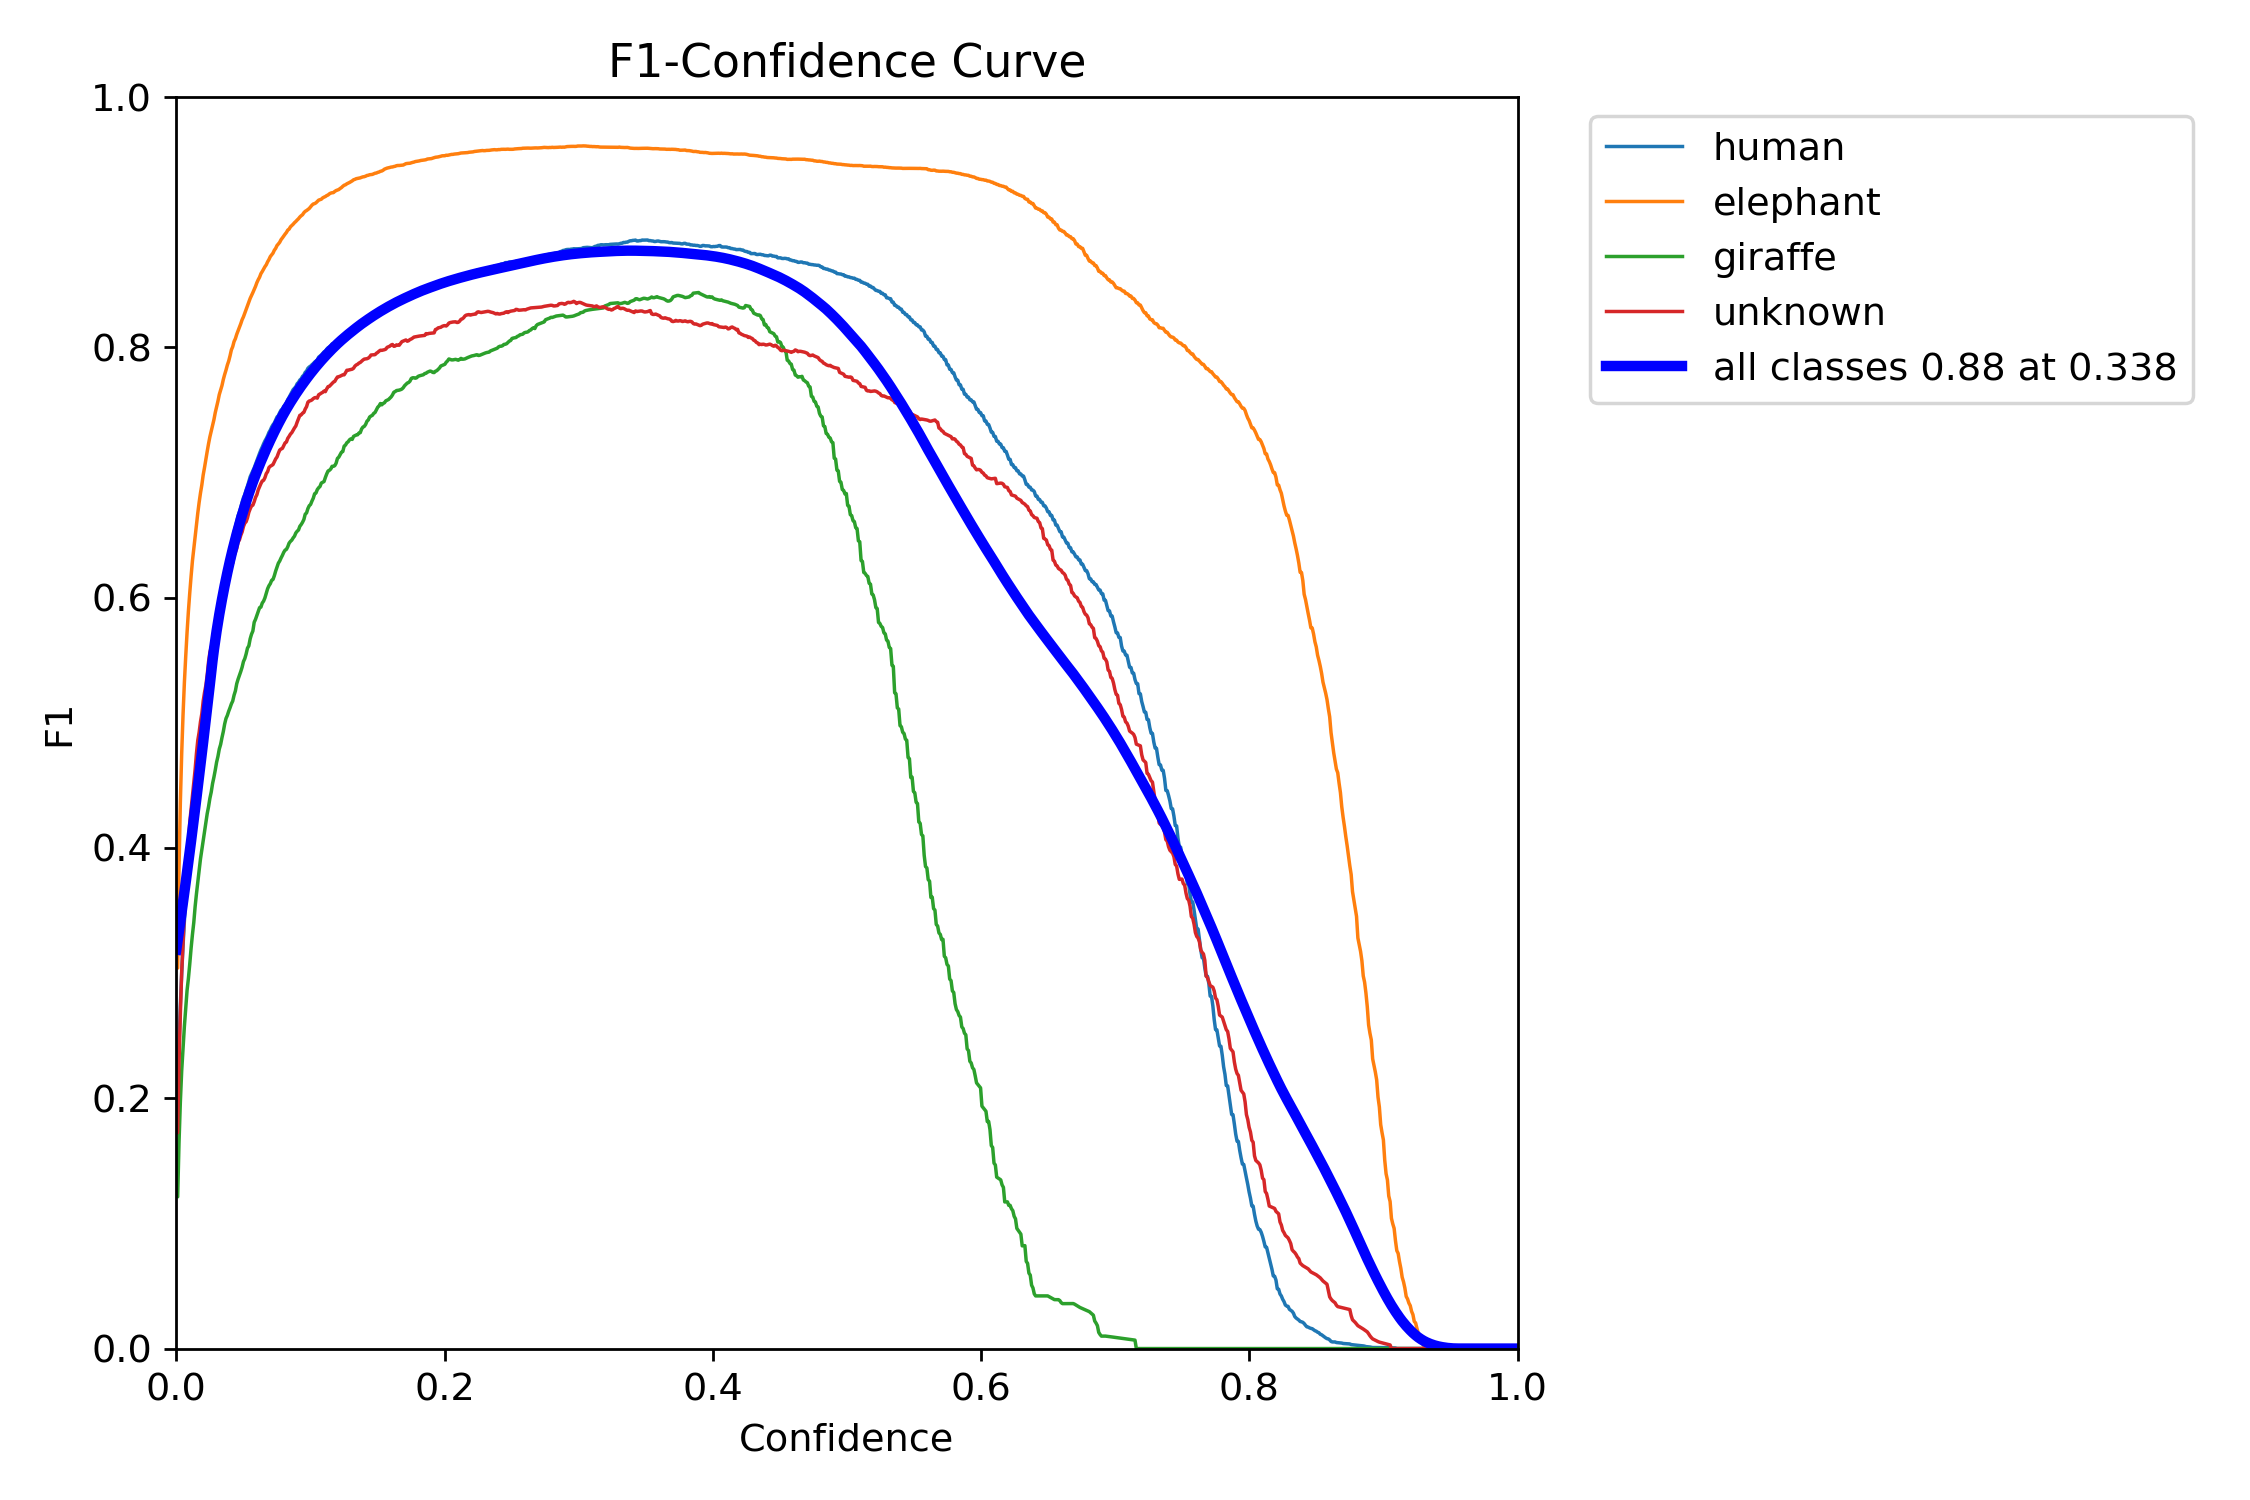 F1-Confidence Curve
1.0
0.8
0.6
0.4
0.2
0.0
F1
0.0 0.2 0.4 0.6 0.8 1.0
Confidence
human
elephant
giraffe
unknown
all classes 0.88 at 0.338